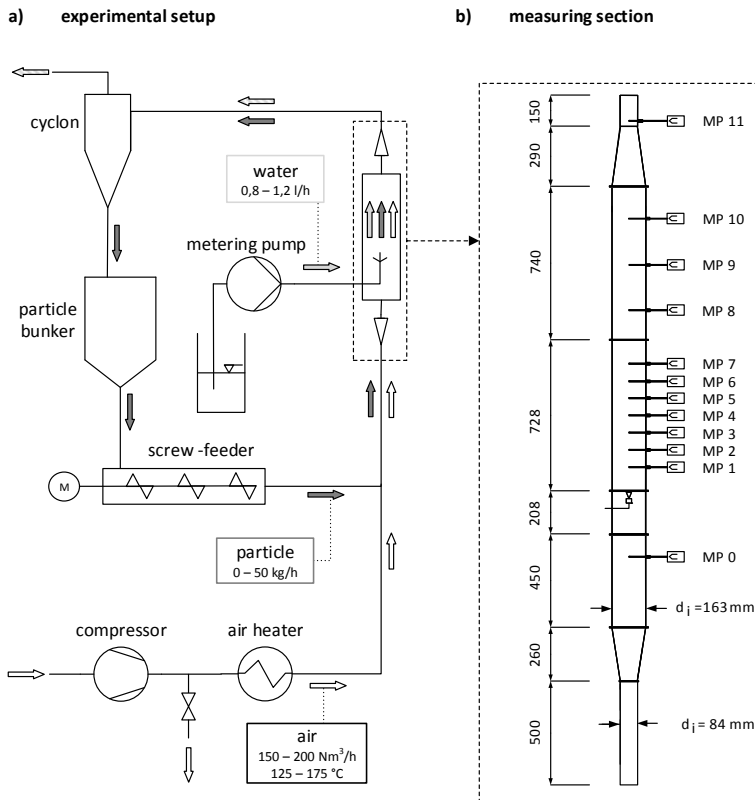 a) experimental setup
cyclon
water
0,8 – 1,2 l/h
metering pump
particle
bunker
screw -feeder
M
particle
0 – 50 kg/h
compressor
air heater
air
150 – 200 Nm³/h
125 – 175 °C
b) measuring section
150
290
740
728
208
450
260
500
MP 11
MP 10
MP 9
MP 8
MP 7
MP 6
MP 5
MP 4
MP 3
MP 2
MP 1
MP 0
d i =163 mm
d i = 84 mm